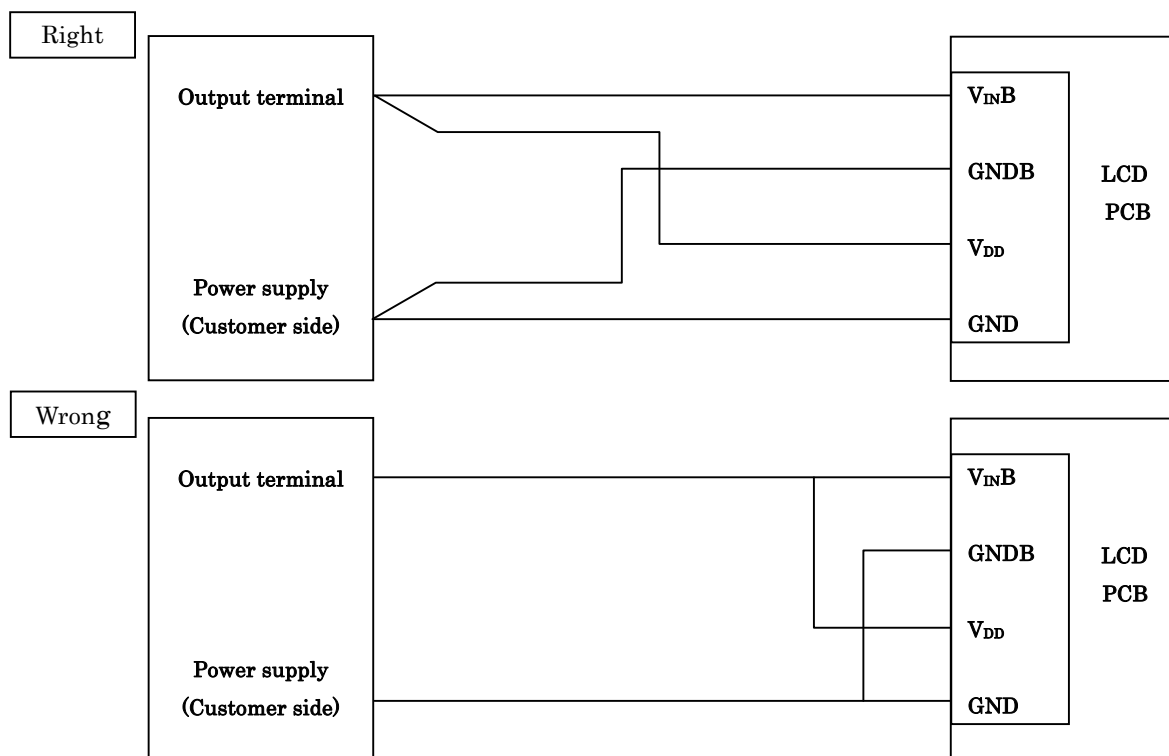 Right
Output terminal
VINB
GNDB
LCD
PCB
VDD
Power supply
(Customer side)
GND
Wrong
Output terminal
VINB
GNDB
LCD
PCB
VDD
Power supply
(Customer side)
GND